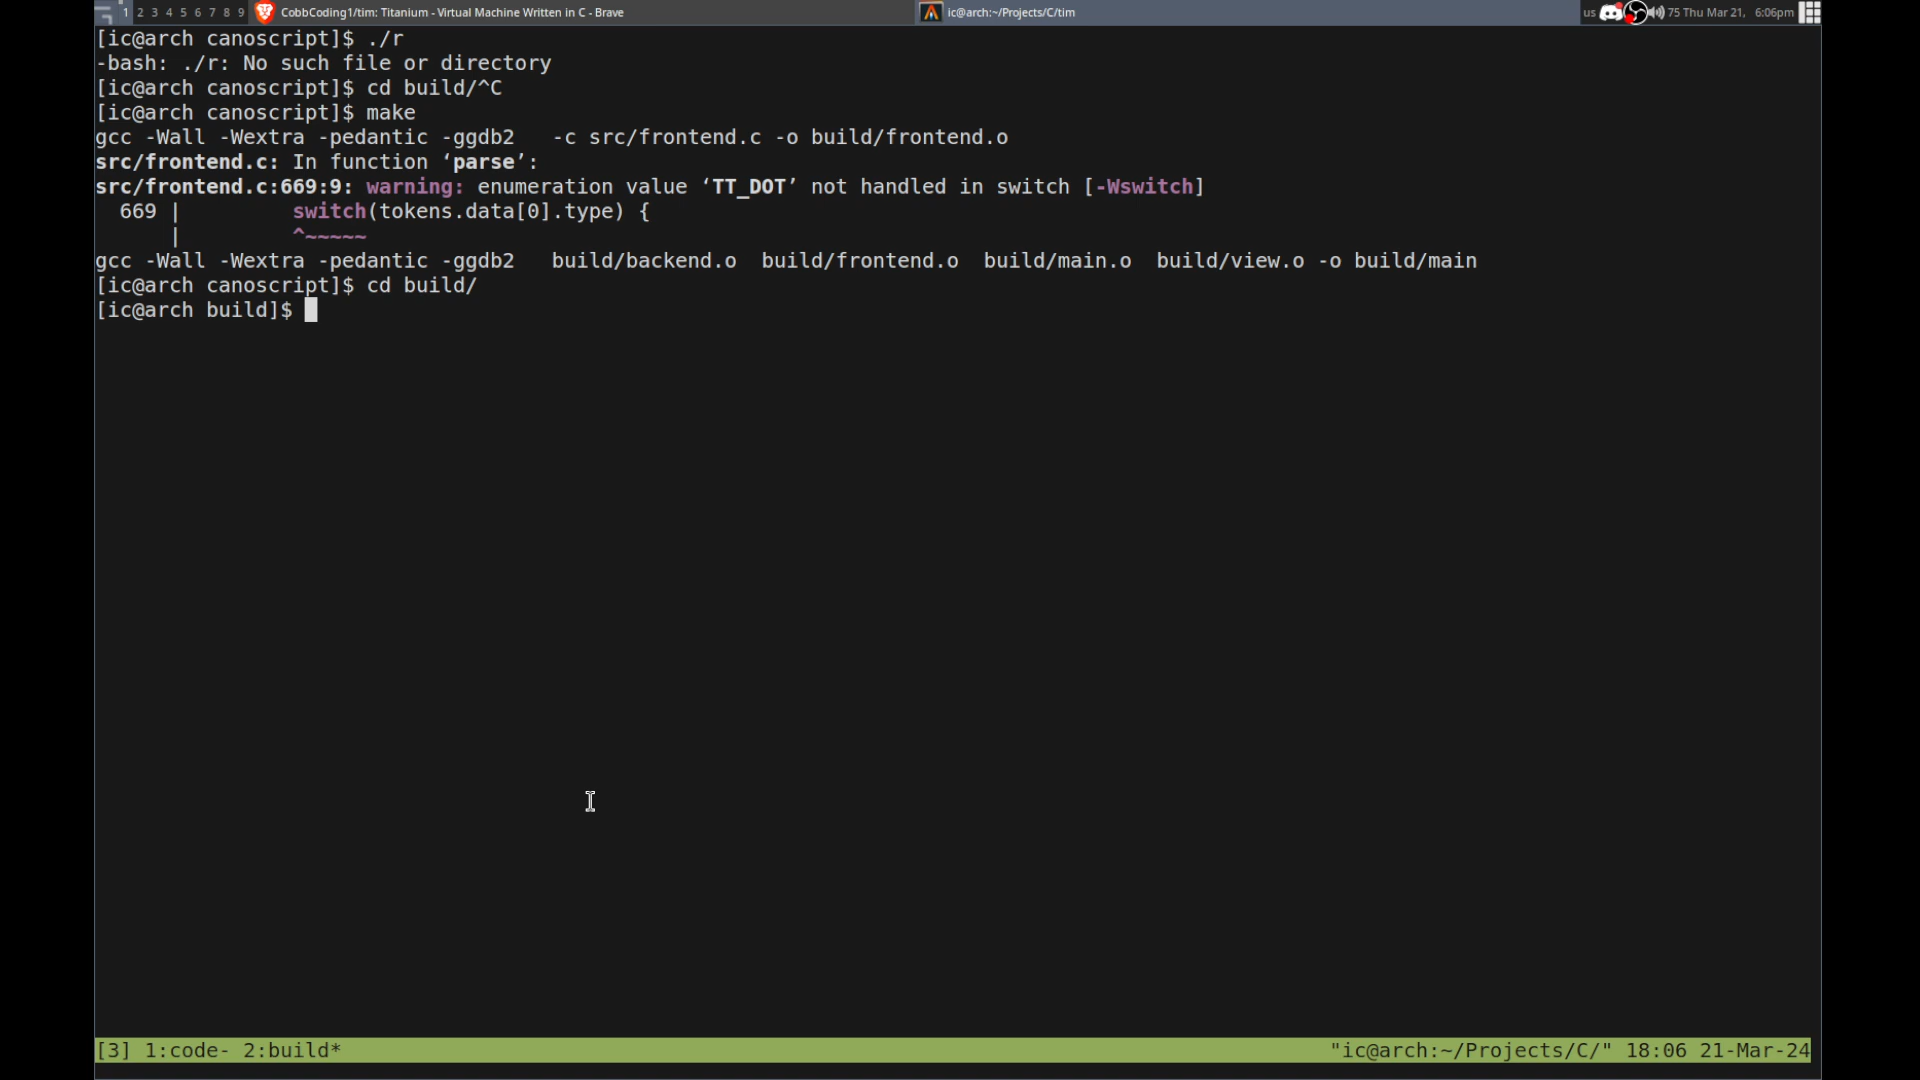 1 2 3 4 5 6 7 8 9 CobbCoding1/tim: Titanium - Virtual Machine Written in C - Brave ic@arch:~/Projects/C/tim us 75 Thu Mar 21, 6:06pm
[ic@arch canoscript]$ ./r
-bash: ./r: No such file or directory
[ic@arch canoscript]$ cd build/^C
[ic@arch canoscript]$ make
gcc -Wall -Wextra -pedantic -ggdb2   -c src/frontend.c -o build/frontend.o
src/frontend.c: In function ‘parse’:
src/frontend.c:669:9: warning: enumeration value ‘TT_DOT’ not handled in switch [-Wswitch]
  669 |         switch(tokens.data[0].type) {
      |         ^~~~~~
gcc -Wall -Wextra -pedantic -ggdb2   build/backend.o  build/frontend.o  build/main.o  build/view.o -o build/main
[ic@arch canoscript]$ cd build/
[ic@arch build]$
[3] 1:code- 2:build* "ic@arch:~/Projects/C/" 18:06 21-Mar-24